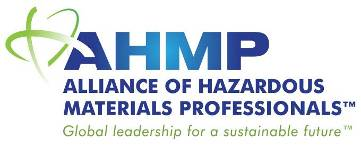 AHMP
ALLIANCE OF HAZARDOUS
MATERIALS PROFESSIONALS™
Global leadership for a sustainable future™